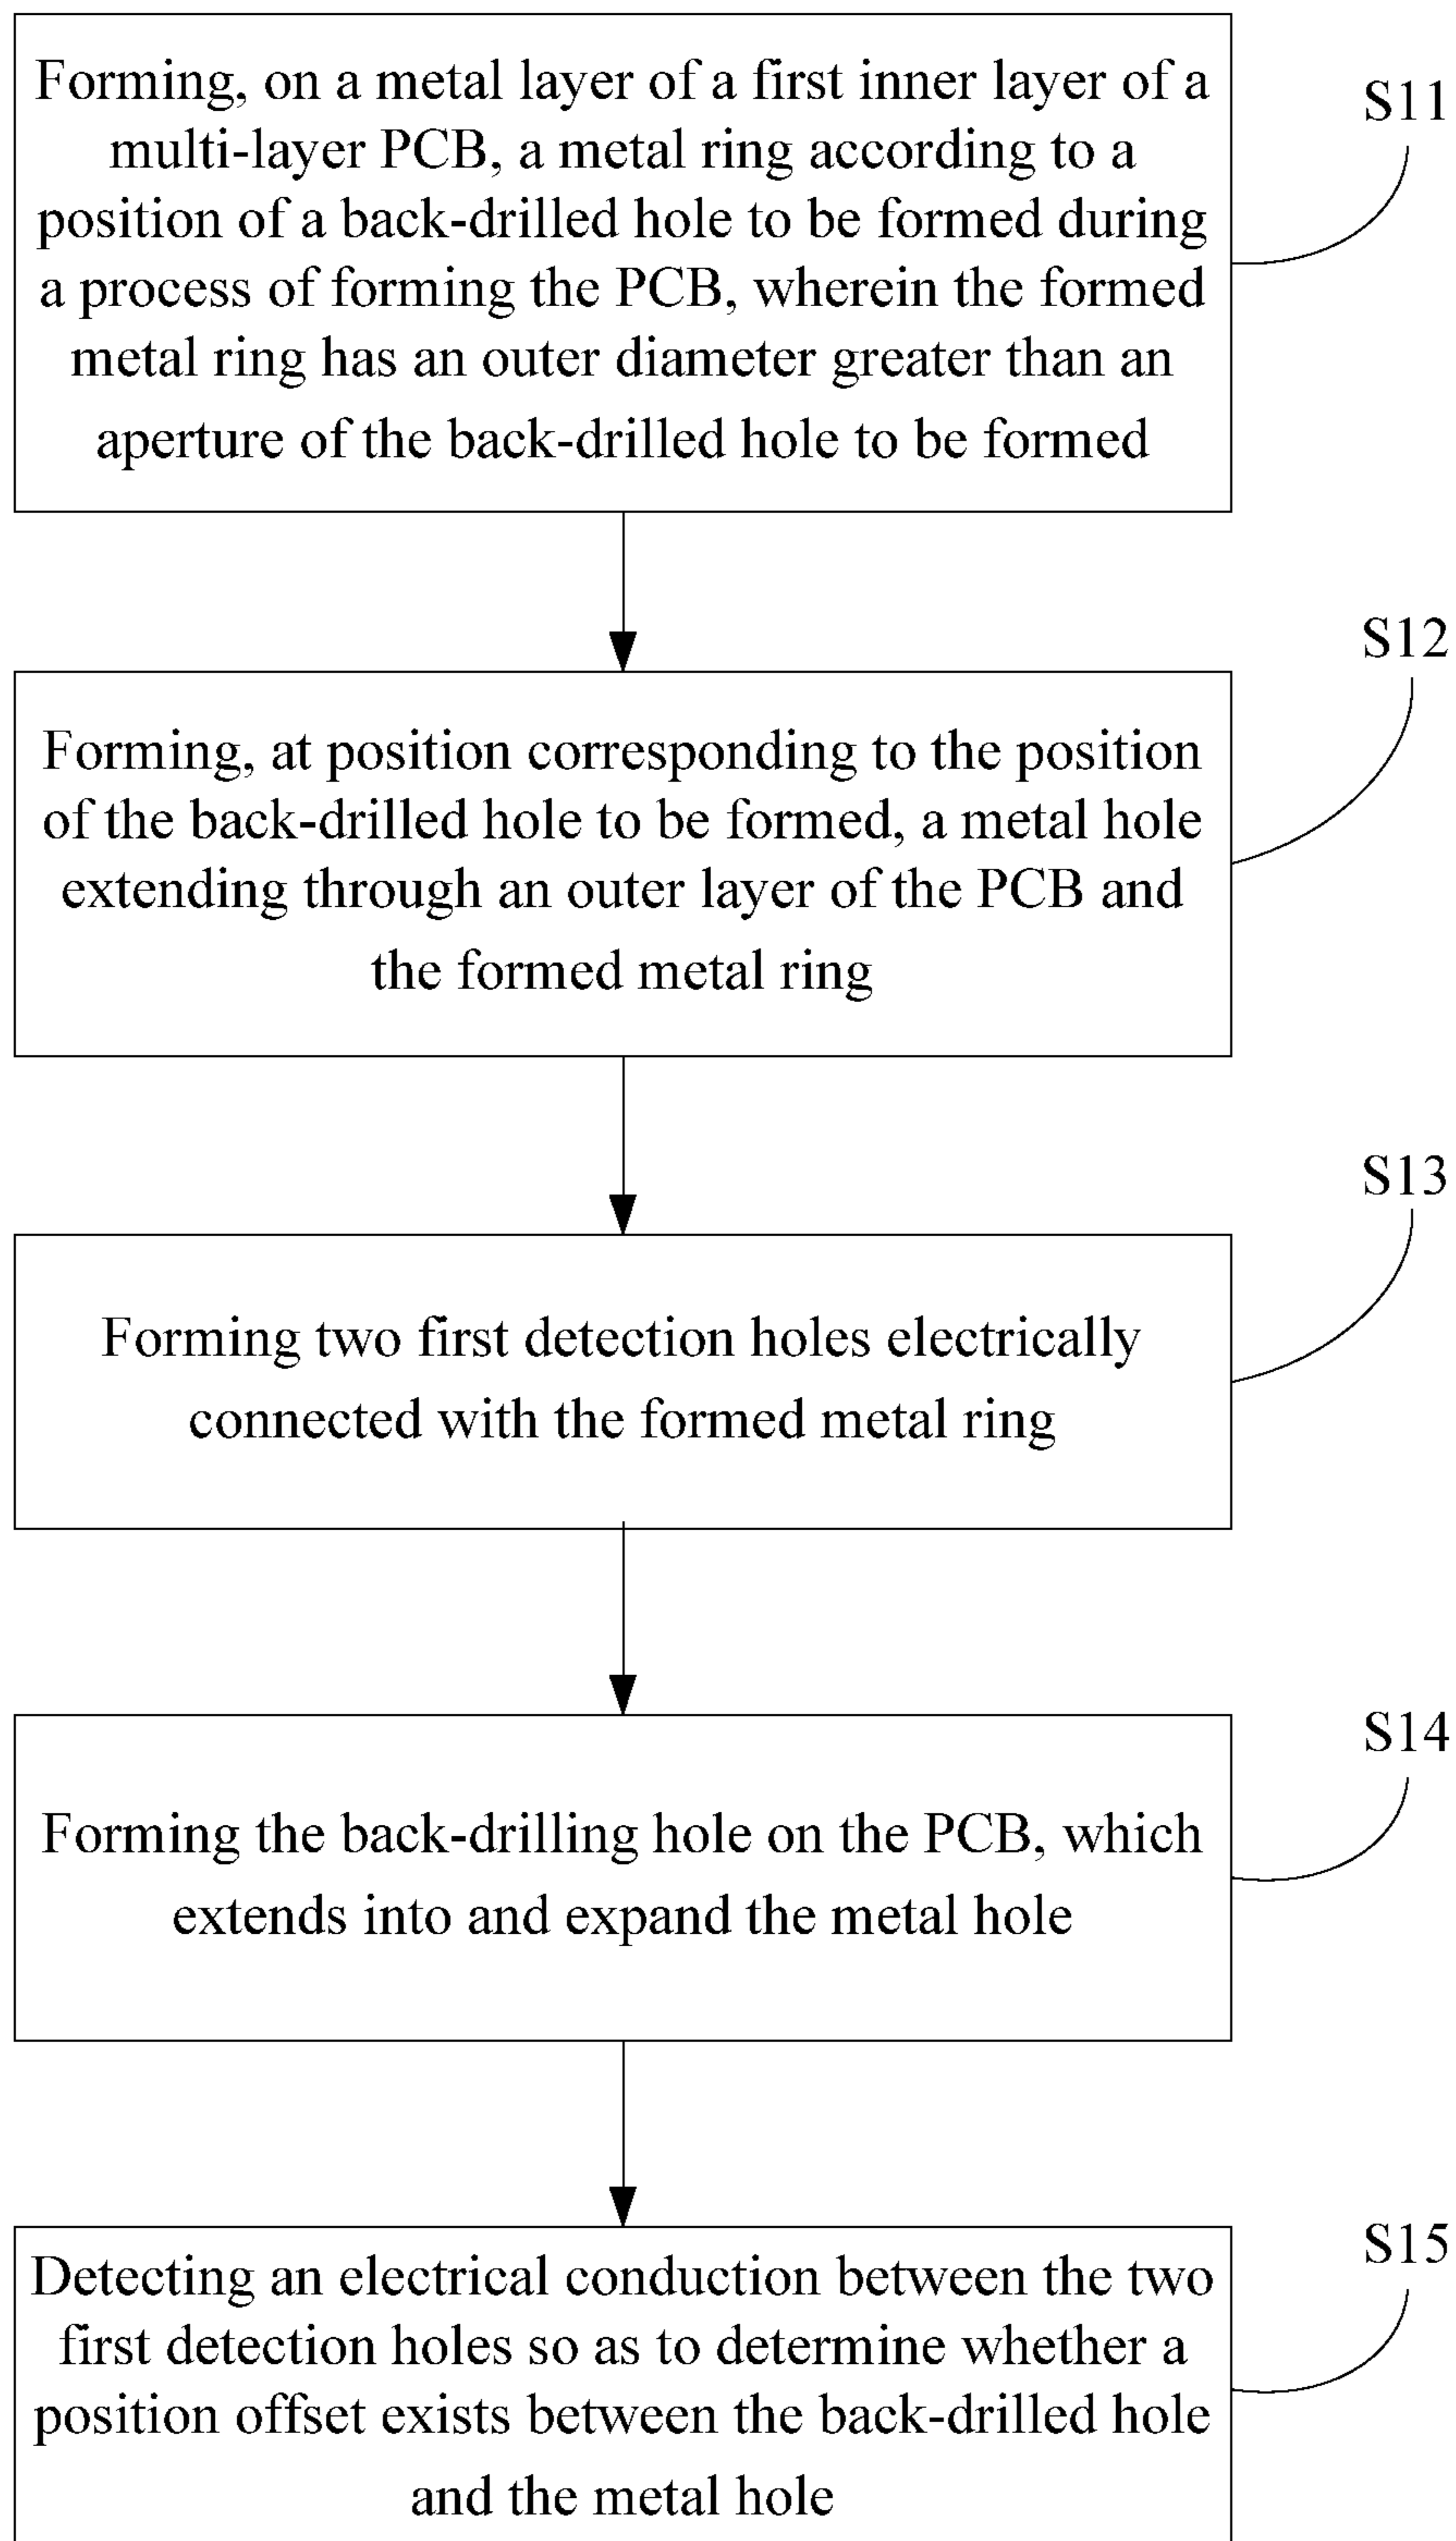 Forming, on a metal layer of a first inner layer of a
multi-layer PCB, a metal ring according to a
position of a back-drilled hole to be formed during
a process of forming the PCB, wherein the formed
metal ring has an outer diameter greater than an
aperture of the back-drilled hole to be formed
S11
Forming, at position corresponding to the position
of the back-drilled hole to be formed, a metal hole
extending through an outer layer of the PCB and
the formed metal ring
S12
Forming two first detection holes electrically
connected with the formed metal ring
S13
Forming the back-drilling hole on the PCB, which
extends into and expand the metal hole
S14
Detecting an electrical conduction between the two
first detection holes so as to determine whether a
position offset exists between the back-drilled hole
and the metal hole
S15